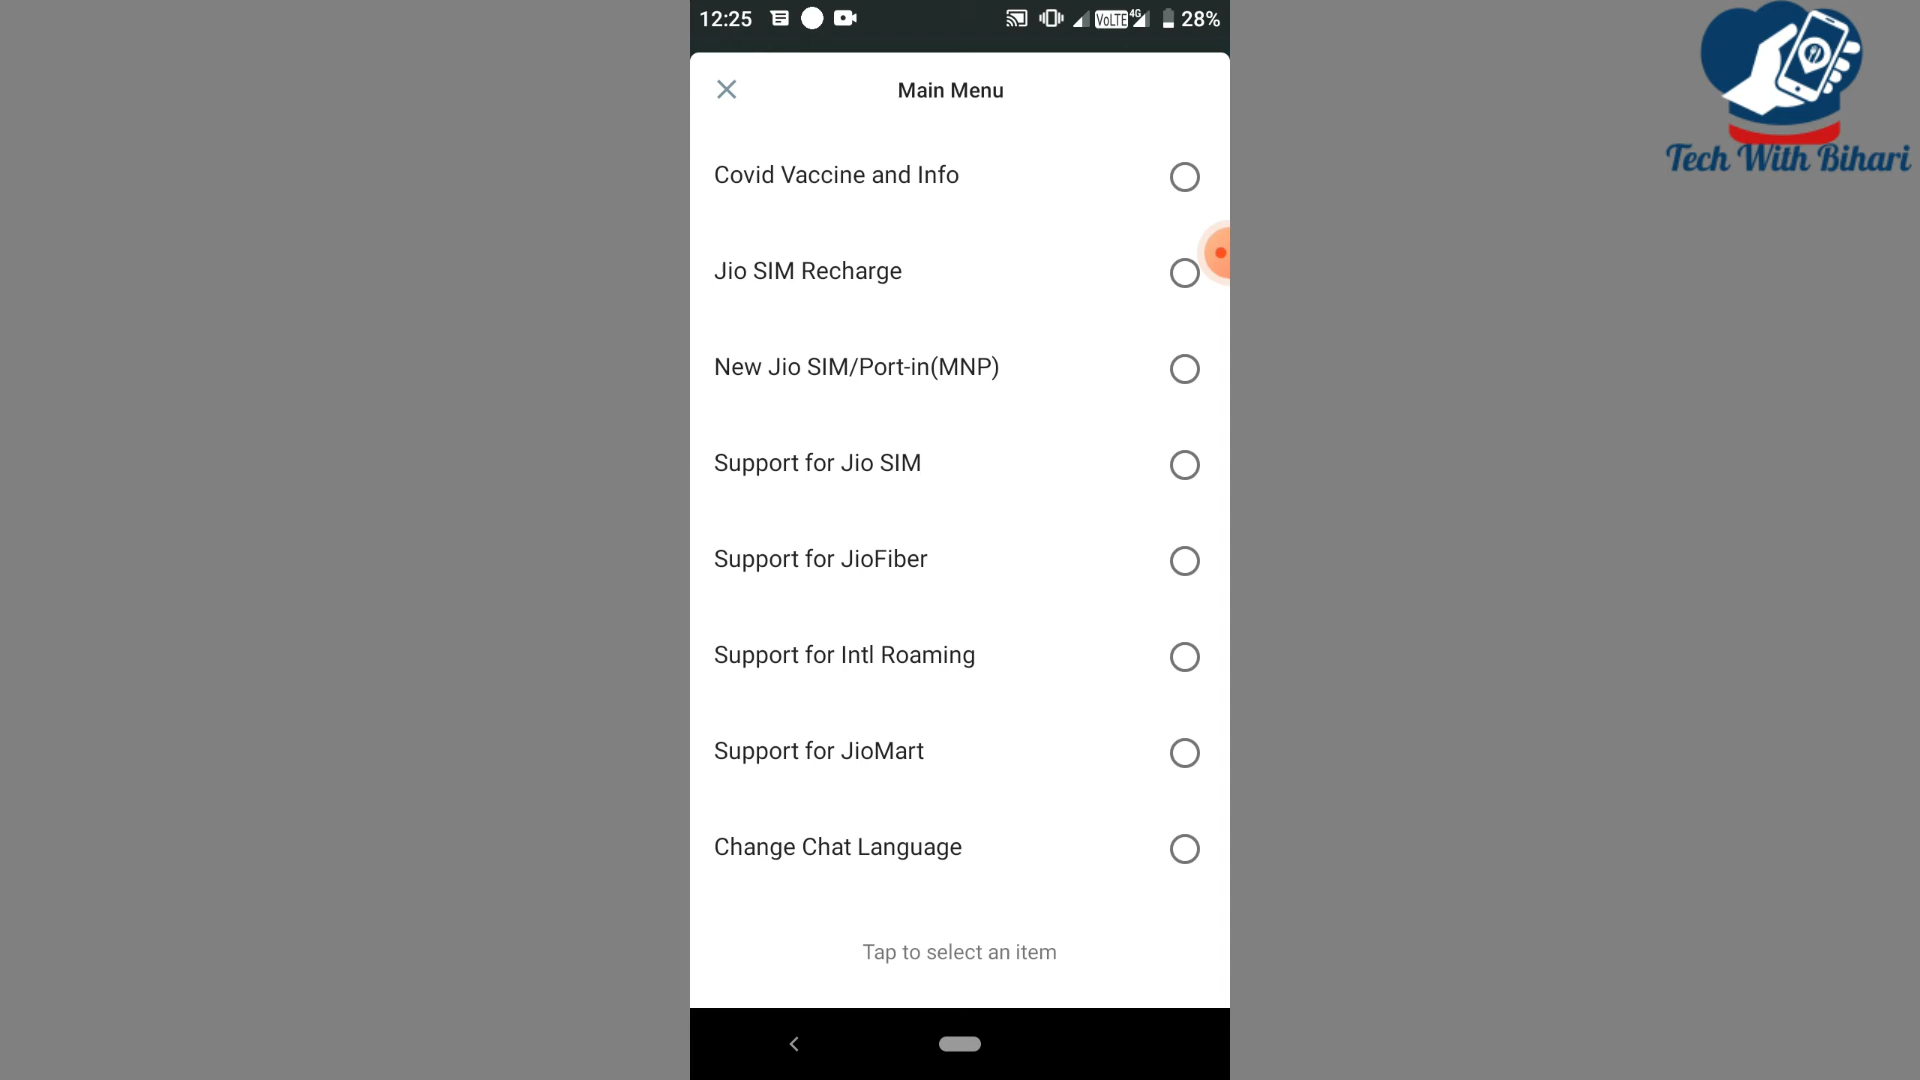 12:25 VoLTE 4G 28%
Main Menu
Covid Vaccine and Info
Jio SIM Recharge
New Jio SIM/Port-in(MNP)
Support for Jio SIM
Support for JioFiber
Support for Intl Roaming
Support for JioMart
Change Chat Language
Tap to select an item
Tech With Bihari